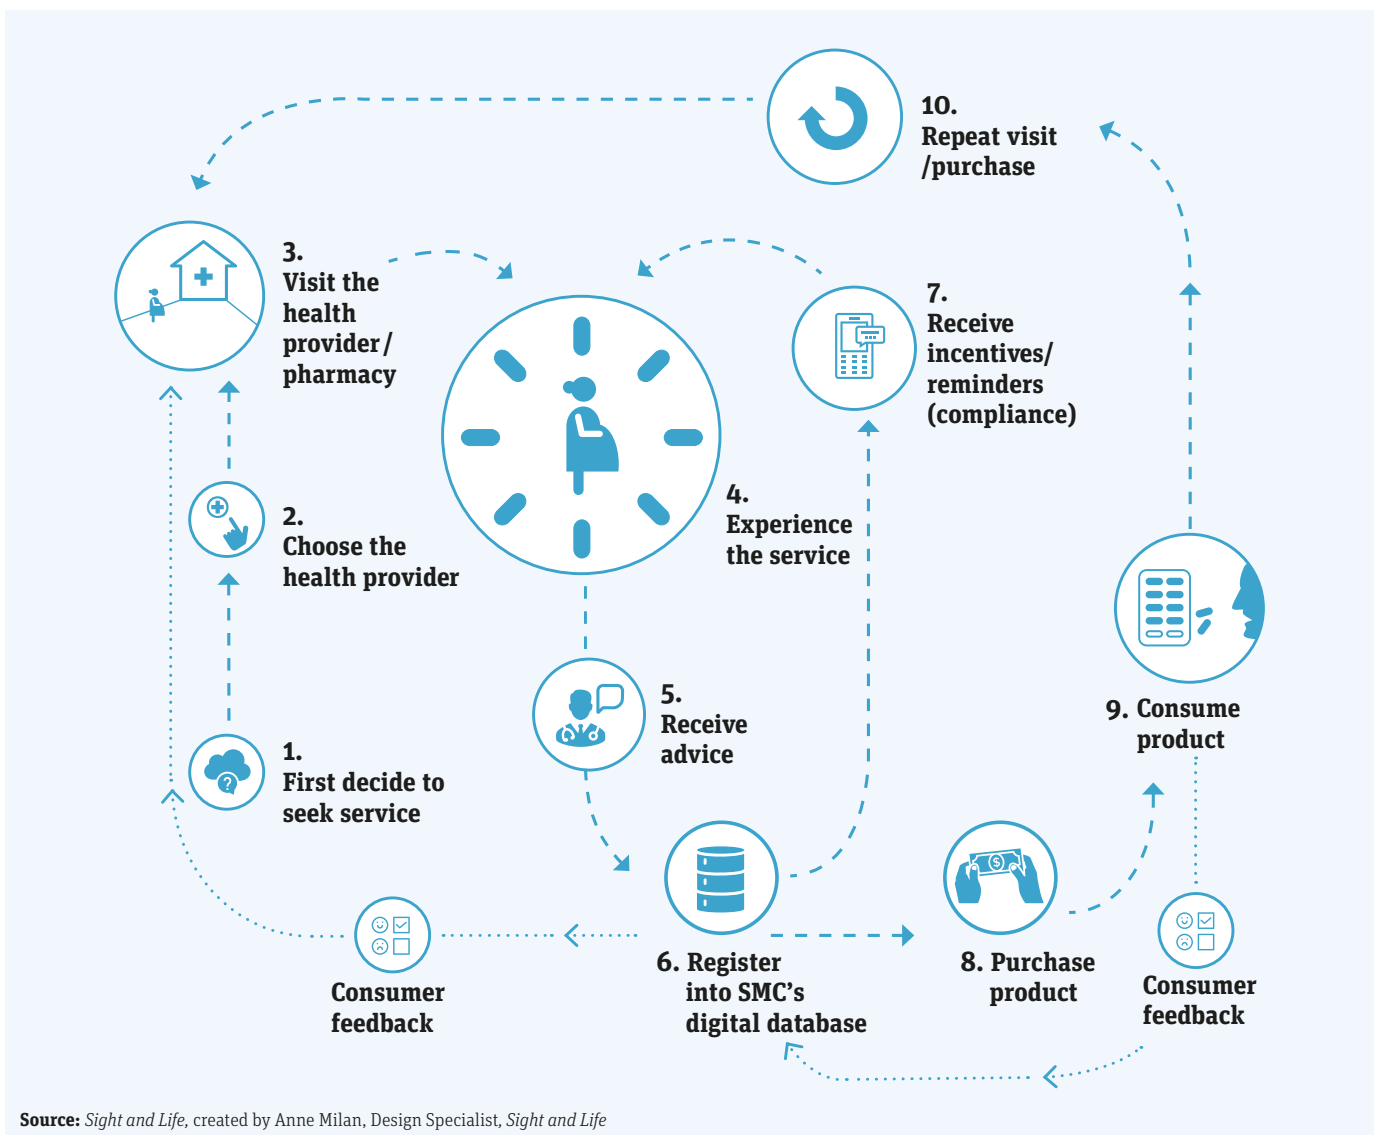 10.
Repeat visit
/purchase
3.
Visit the
health
provider/
pharmacy
7.
Receive
incentives/
reminders
(compliance)
4.
Experience
the service
2.
Choose the
health provider
5.
Receive
advice
9. Consume
product
1.
First decide to
seek service
?
$
6. Register
into SMC's
digital database
8. Purchase
product
Consumer
feedback
Consumer
feedback
Source: Sight and Life, created by Anne Milan, Design Specialist, Sight and Life